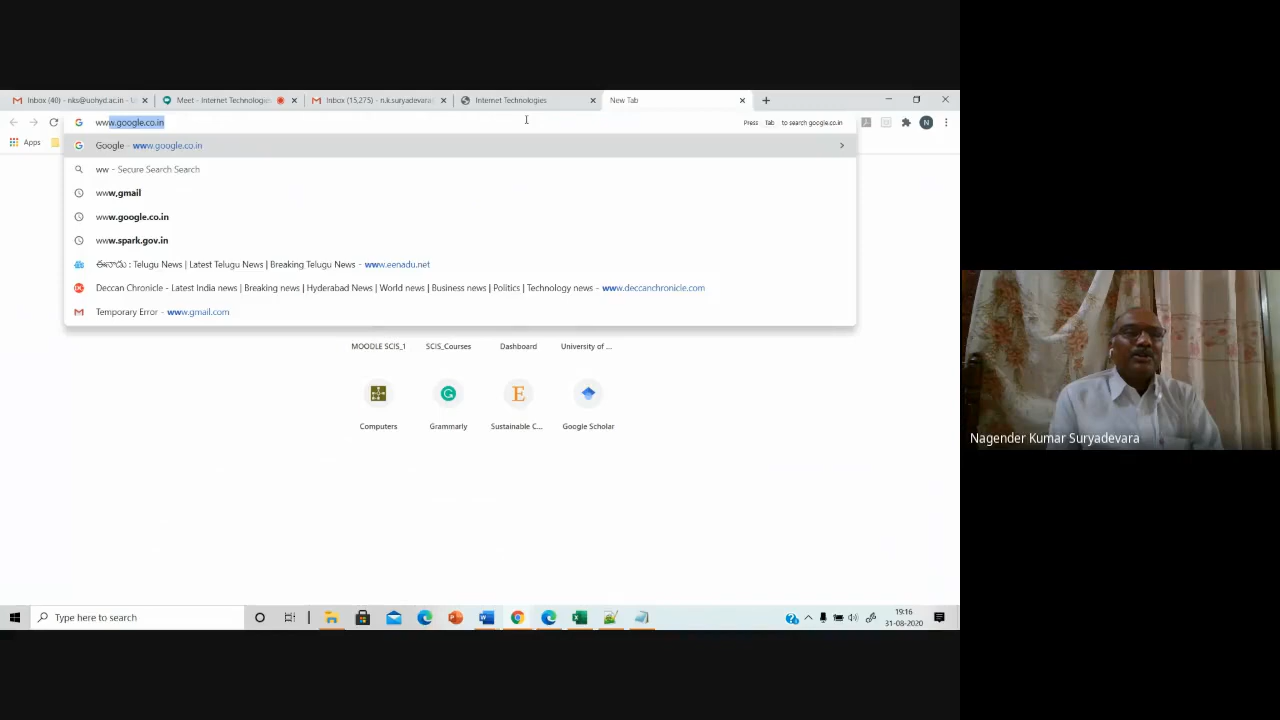 Inbox (40) - nks@uohyd.ac.in - U
Meet - Internet Technologies
Inbox (15,275) - n.k.suryadevara
Internet Technologies
New Tab
www.google.co.in
Press Tab to search google.co.in
N
Apps
Google - www.google.co.in
ww - Secure Search Search
www,gmail
www.google.co.in
www.spark.gov.in
ఈనాడు : Telugu News | Latest Telugu News | Breaking Telugu News - www.eenadu.net
Deccan Chronicle - Latest India news | Breaking news | Hyderabad News | World news | Business news | Politics | Technology news - www.deccanchronicle.com
Temporary Error - www.gmail.com
MOODLE SCIS_1
SCIS_Courses
Dashboard
University of ...
E
Computers
Grammarly
Sustainable C...
Google Scholar
Nagender Kumar Suryadevara
Type here to search
19:16
31-08-2020